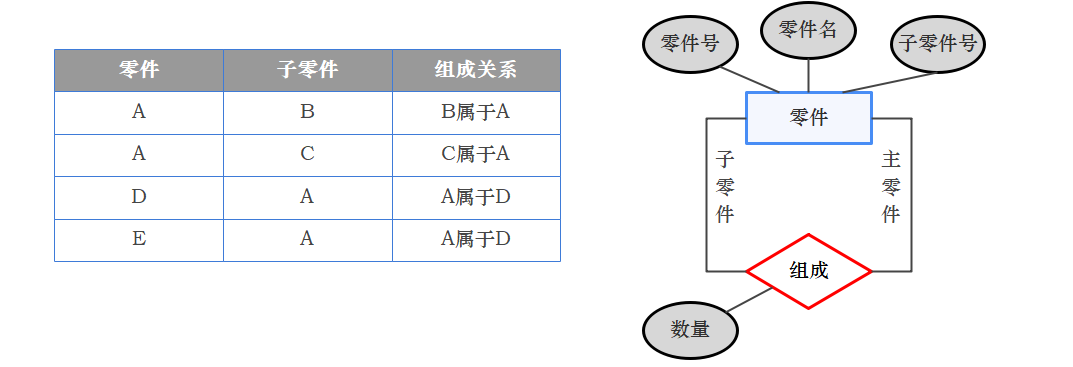 零件 子零件 组成关系
A B B属于A
A C C属于A
D A A属于D
E A A属于D
零件号 零件名 子零件号
零件
子零件
主零件
组成
数量